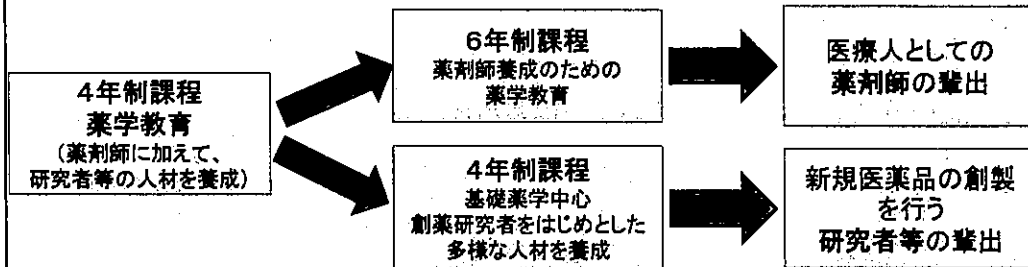 4年制課程
薬学教育
(薬剤師に加えて、
研究者等の人材を養成)
6年制課程
薬剤師養成のための
薬学教育
医療人としての
薬剤師の輩出
4年制課程
基礎薬学中心
創薬研究者をはじめとした
多様な人材を養成
新規医薬品の創製
を行う
研究者等の輩出